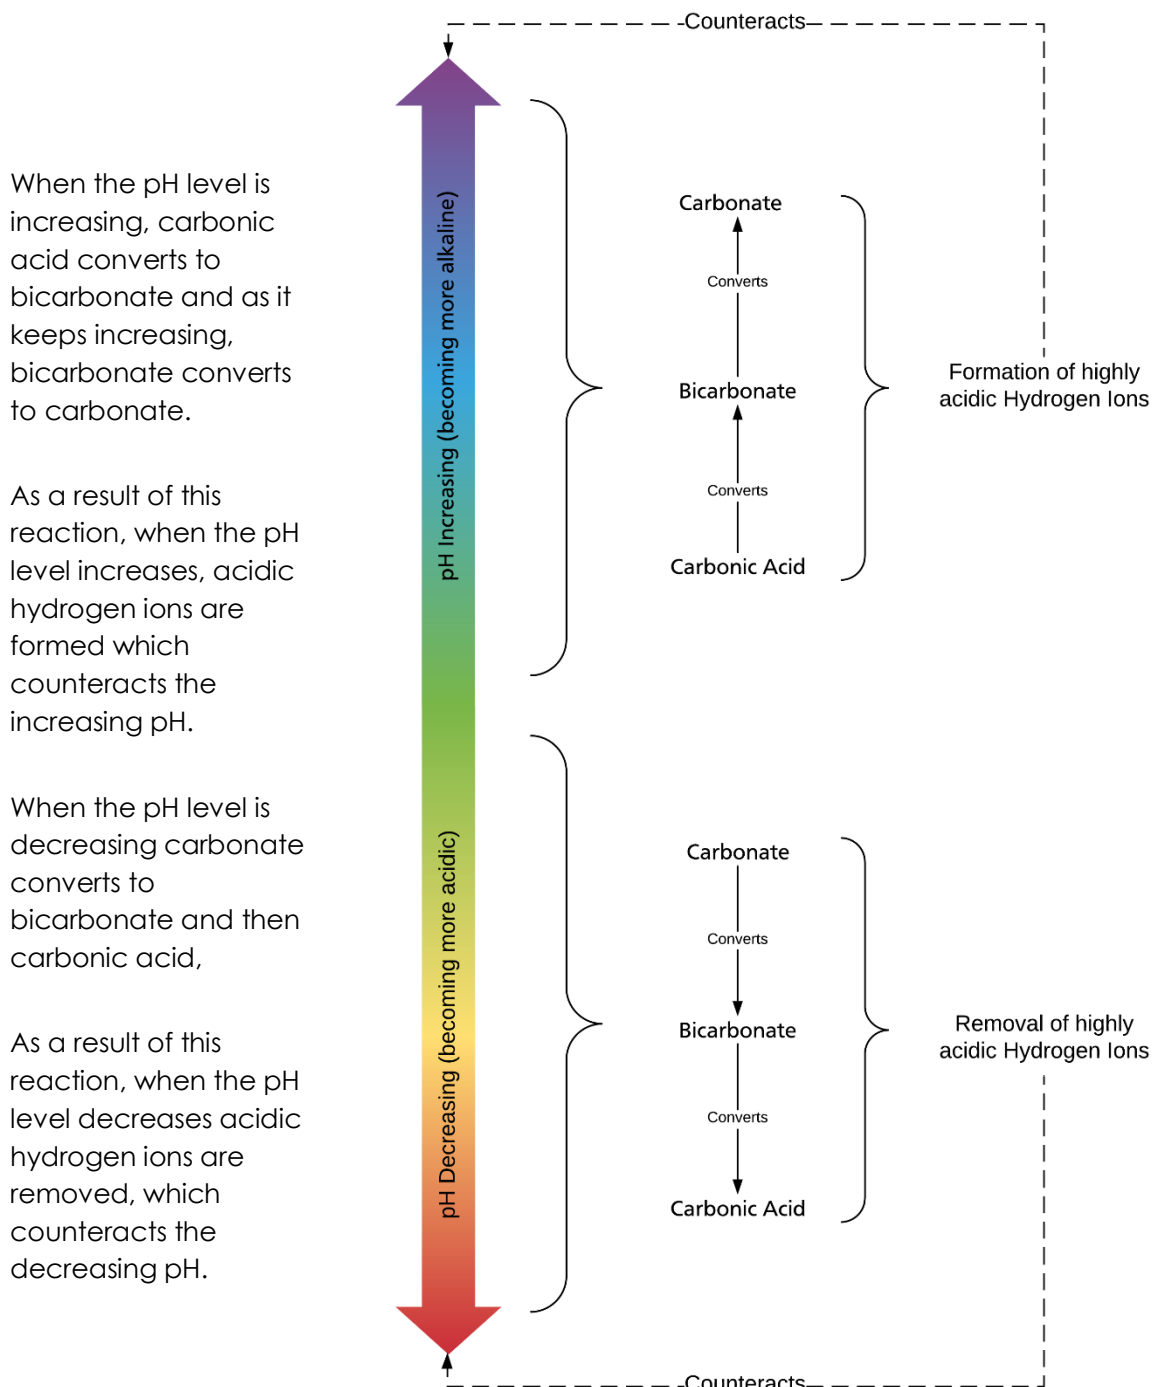 Counteracts
When the pH level is
increasing, carbonic
acid converts to
bicarbonate and as it
keeps increasing,
bicarbonate converts
to carbonate.
As a result of this
reaction, when the pH
level increases, acidic
hydrogen ions are
formed which
counteracts the
increasing pH.
pH Increasing (becoming more alkaline)
Carbonate
Converts
Bicarbonate
Converts
Carbonic Acid
Formation of highly
acidic Hydrogen Ions
When the pH level is
decreasing carbonate
converts to
bicarbonate and then
carbonic acid,
As a result of this
reaction, when the pH
level decreases acidic
hydrogen ions are
removed, which
counteracts the
decreasing pH.
pH Decreasing (becoming more acidic)
Carbonate
Converts
Bicarbonate
Converts
Carbonic Acid
Removal of highly
acidic Hydrogen Ions
Counteracts